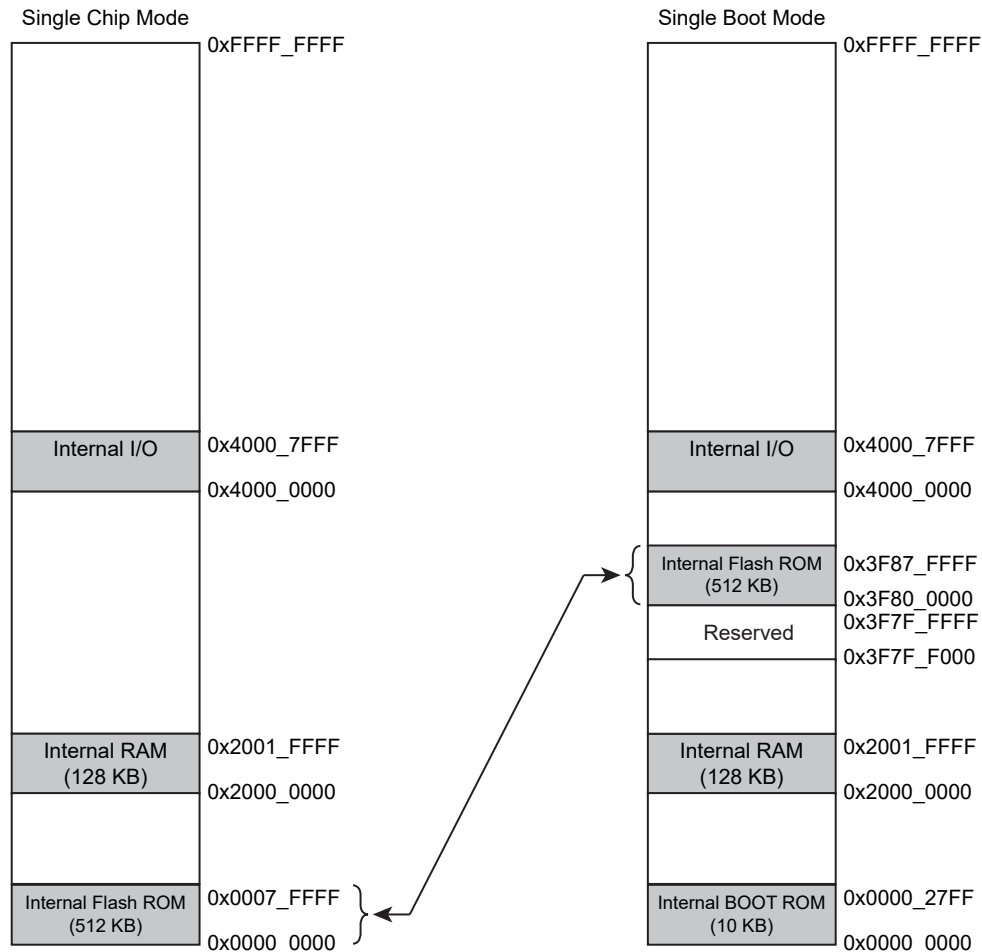 Single Chip Mode
0xFFFF_FFFF
Internal I/O
0x4000_7FFF
0x4000_0000
Internal RAM
(128 KB)
0x2001_FFFF
0x2000_0000
Internal Flash ROM
(512 KB)
0x0007_FFFF
0x0000_0000
Single Boot Mode
0xFFFF_FFFF
Internal I/O
0x4000_7FFF
0x4000_0000
Internal Flash ROM
(512 KB)
0x3F87_FFFF
0x3F80_0000
Reserved
0x3F7F_FFFF
0x3F7F_F000
Internal RAM
(128 KB)
0x2001_FFFF
0x2000_0000
Internal BOOT ROM
(10 KB)
0x0000_27FF
0x0000_0000